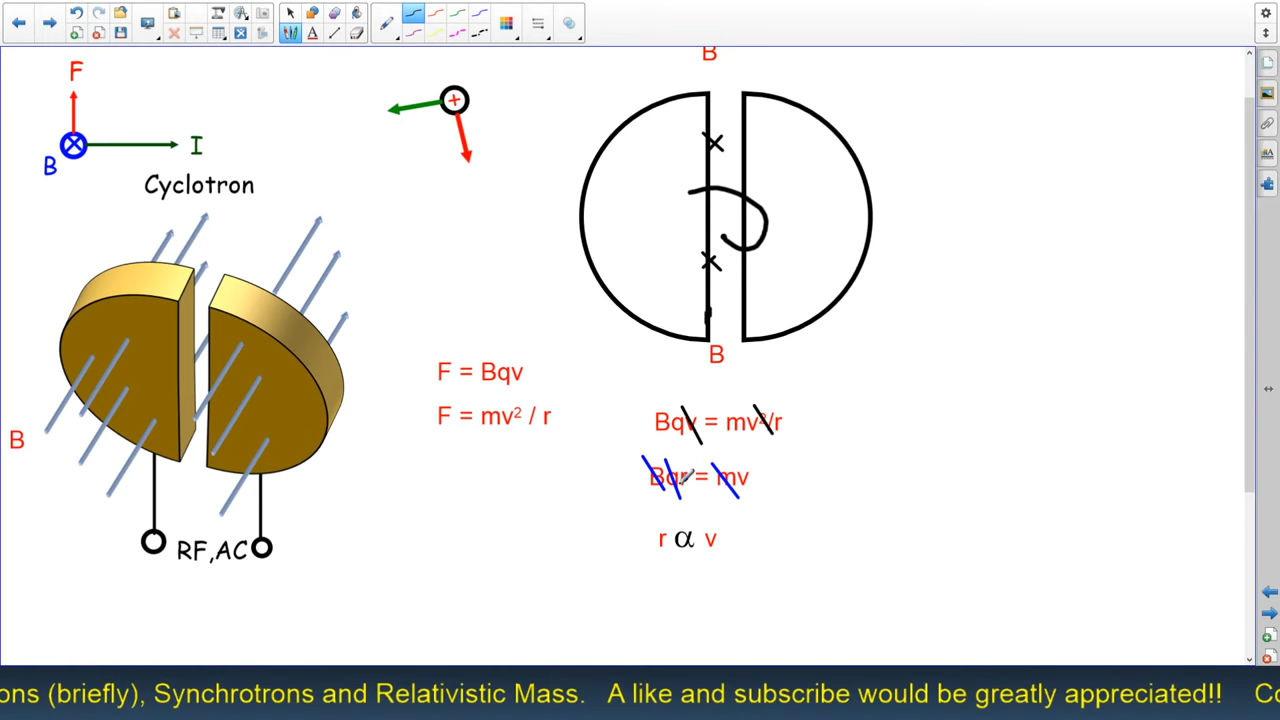 B
F
I
B
Cyclotron
+
B
F = Bqv
F = mv² / r
Bqv = mv²/r
B
Bqr = mv
r α v
RF,AC
ons (briefly), Synchrotrons and Relativistic Mass. A like and subscribe would be greatly appreciated!! Co